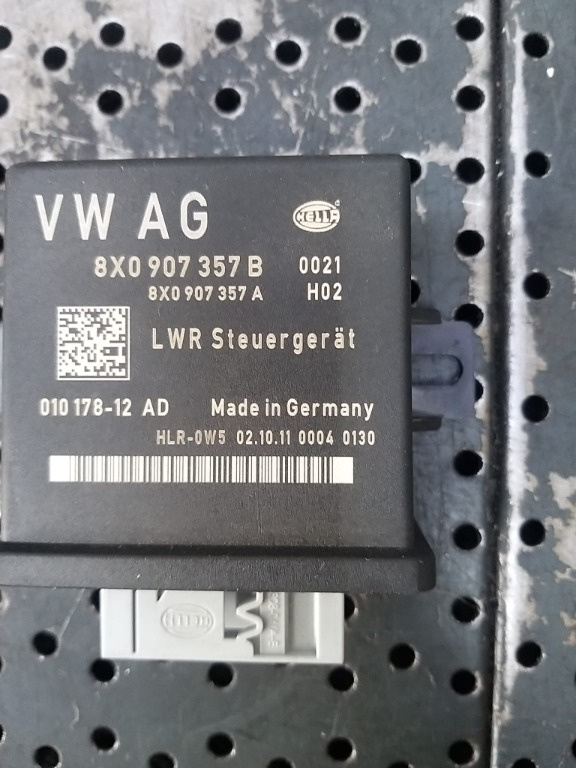 VW AG HELLA
8X0 907 357 B 0021
8X0 907 357 A H02
LWR Steuergerät
010 178-12 AD Made in Germany
HLR-0W5 02.10.11 0004 0130
HELLA